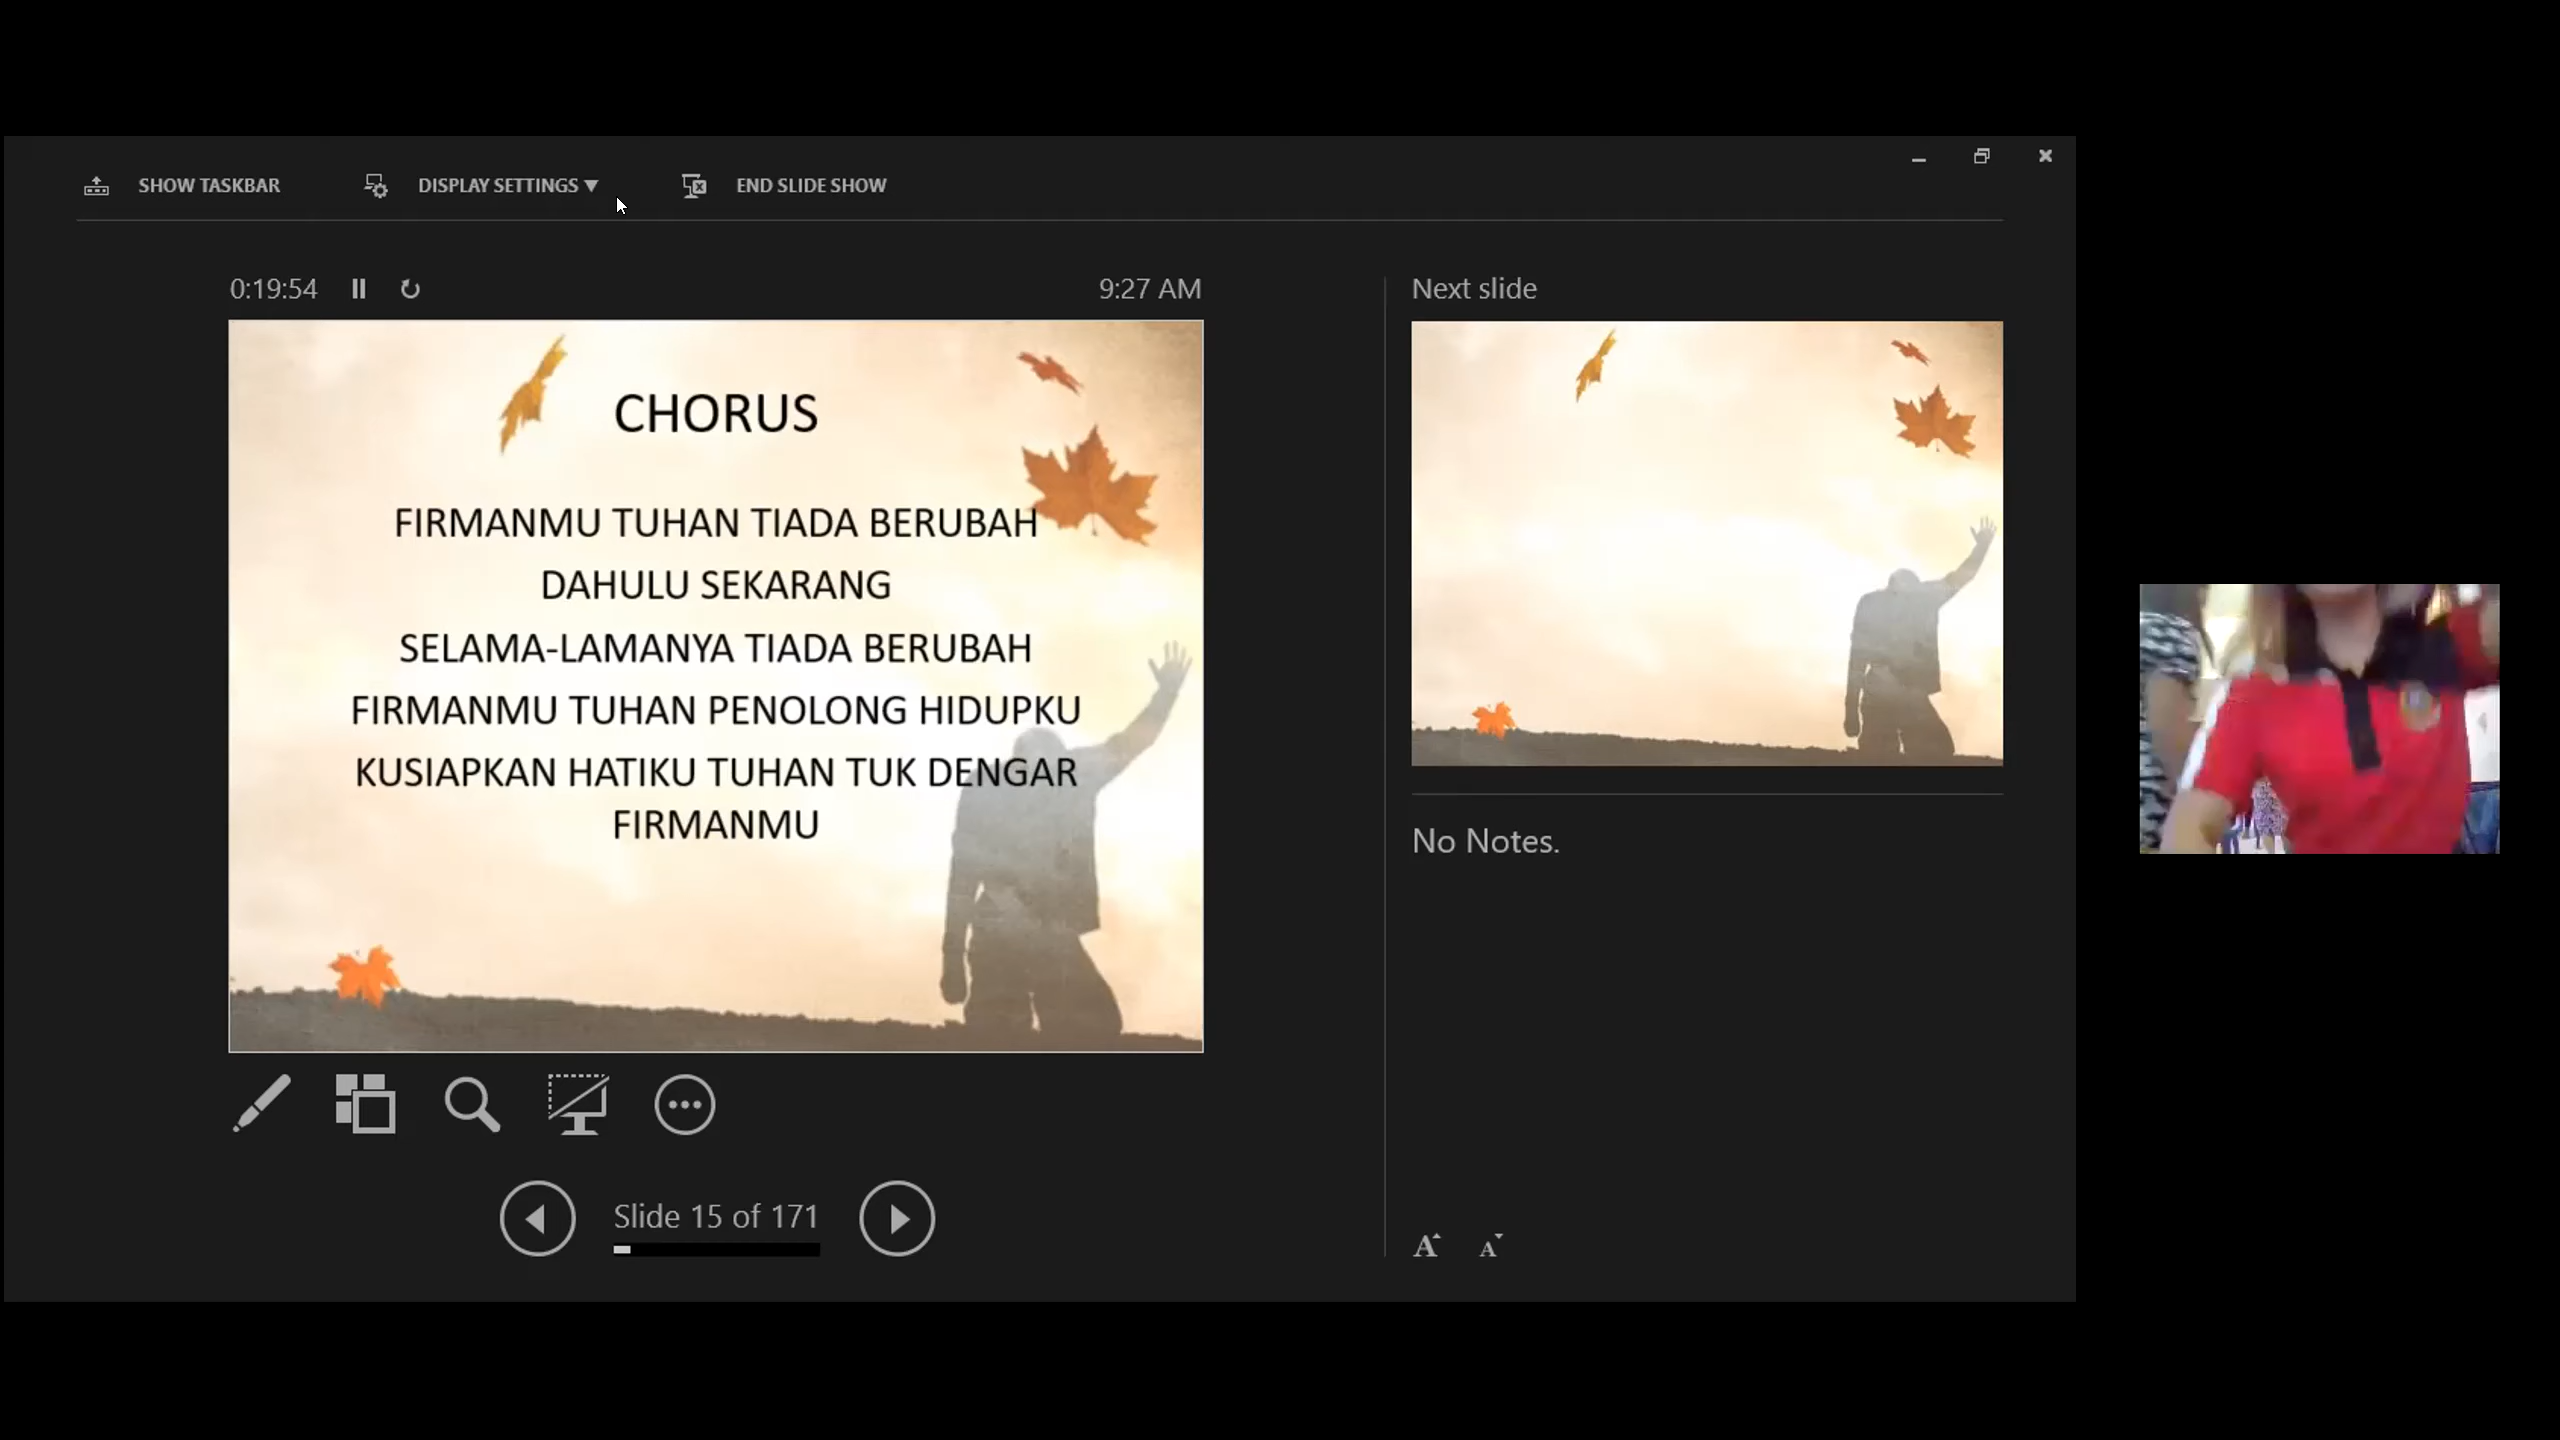 SHOW TASKBAR
DISPLAY SETTINGS ▼
END SLIDE SHOW
0:19:54
9:27 AM
CHORUS
FIRMANMU TUHAN TIADA BERUBAH
DAHULU SEKARANG
SELAMA-LAMANYA TIADA BERUBAH
FIRMANMU TUHAN PENOLONG HIDUPKU
KUSIAPKAN HATIKU TUHAN TUK DENGAR
FIRMANMU
Slide 15 of 171
Next slide
No Notes.
A A